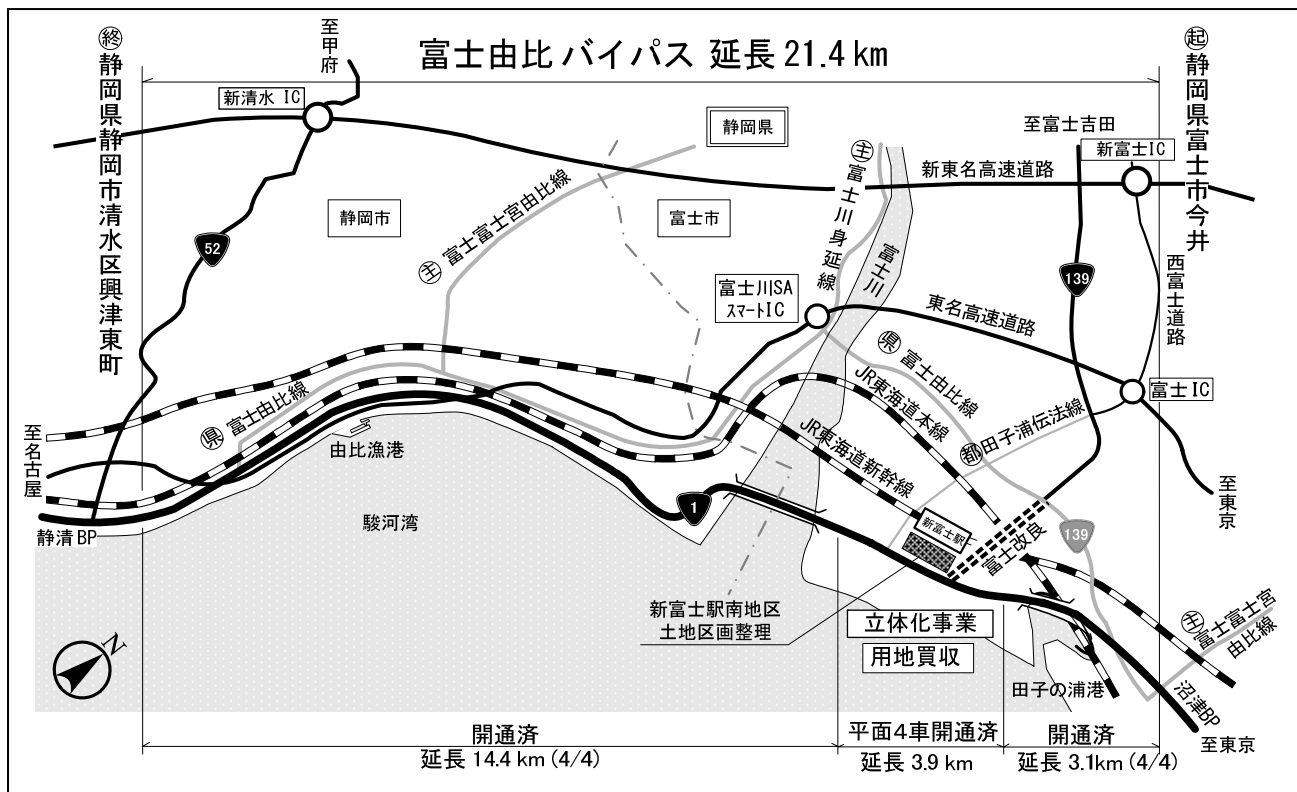 富士由比バイパス 延長 21.4 km
㊡静岡県静岡市清水区興津東町
㊡静岡県富士市今井
至甲府
新清水 IC
静岡県
至富士吉田
新富士IC
新東名高速道路
静岡市
富士市
52
㊡富士富士宮由比線
㊡富士川身延線
富士川
139
西富士道路
富士川SA
スマートIC
東名高速道路
富士IC
㊡富士由比線
JR東海道本線
JR東海道新幹線
㊡田子浦伝法線
㊡富士由比線
至名古屋
由比漁港
静清BP
駿河湾
1
新富士駅
富士改良
139
至東京
新富士駅南地区
土地区画整理
立体化事業
用地買収
㊡富士富士宮
由比線
田子の浦港
沼津BP
至東京
N
開通済
延長 14.4 km (4/4)
平面4車開通済
延長 3.9 km
開通済
延長 3.1km (4/4)